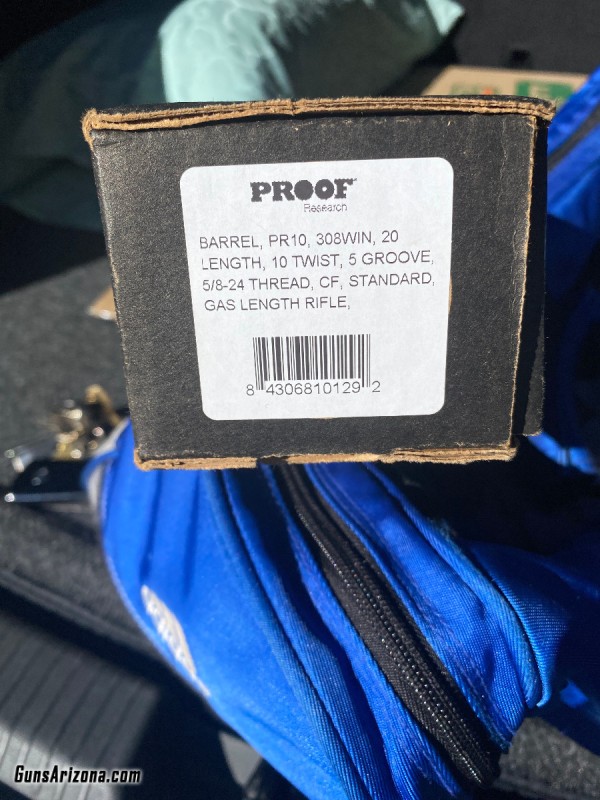 PROOF
Research
BARREL, PR10, 308WIN, 20
LENGTH, 10 TWIST, 5 GROOVE,
5/8-24 THREAD, CF, STANDARD,
GAS LENGTH RIFLE,
8 4306810129 2
GunsArizona.com